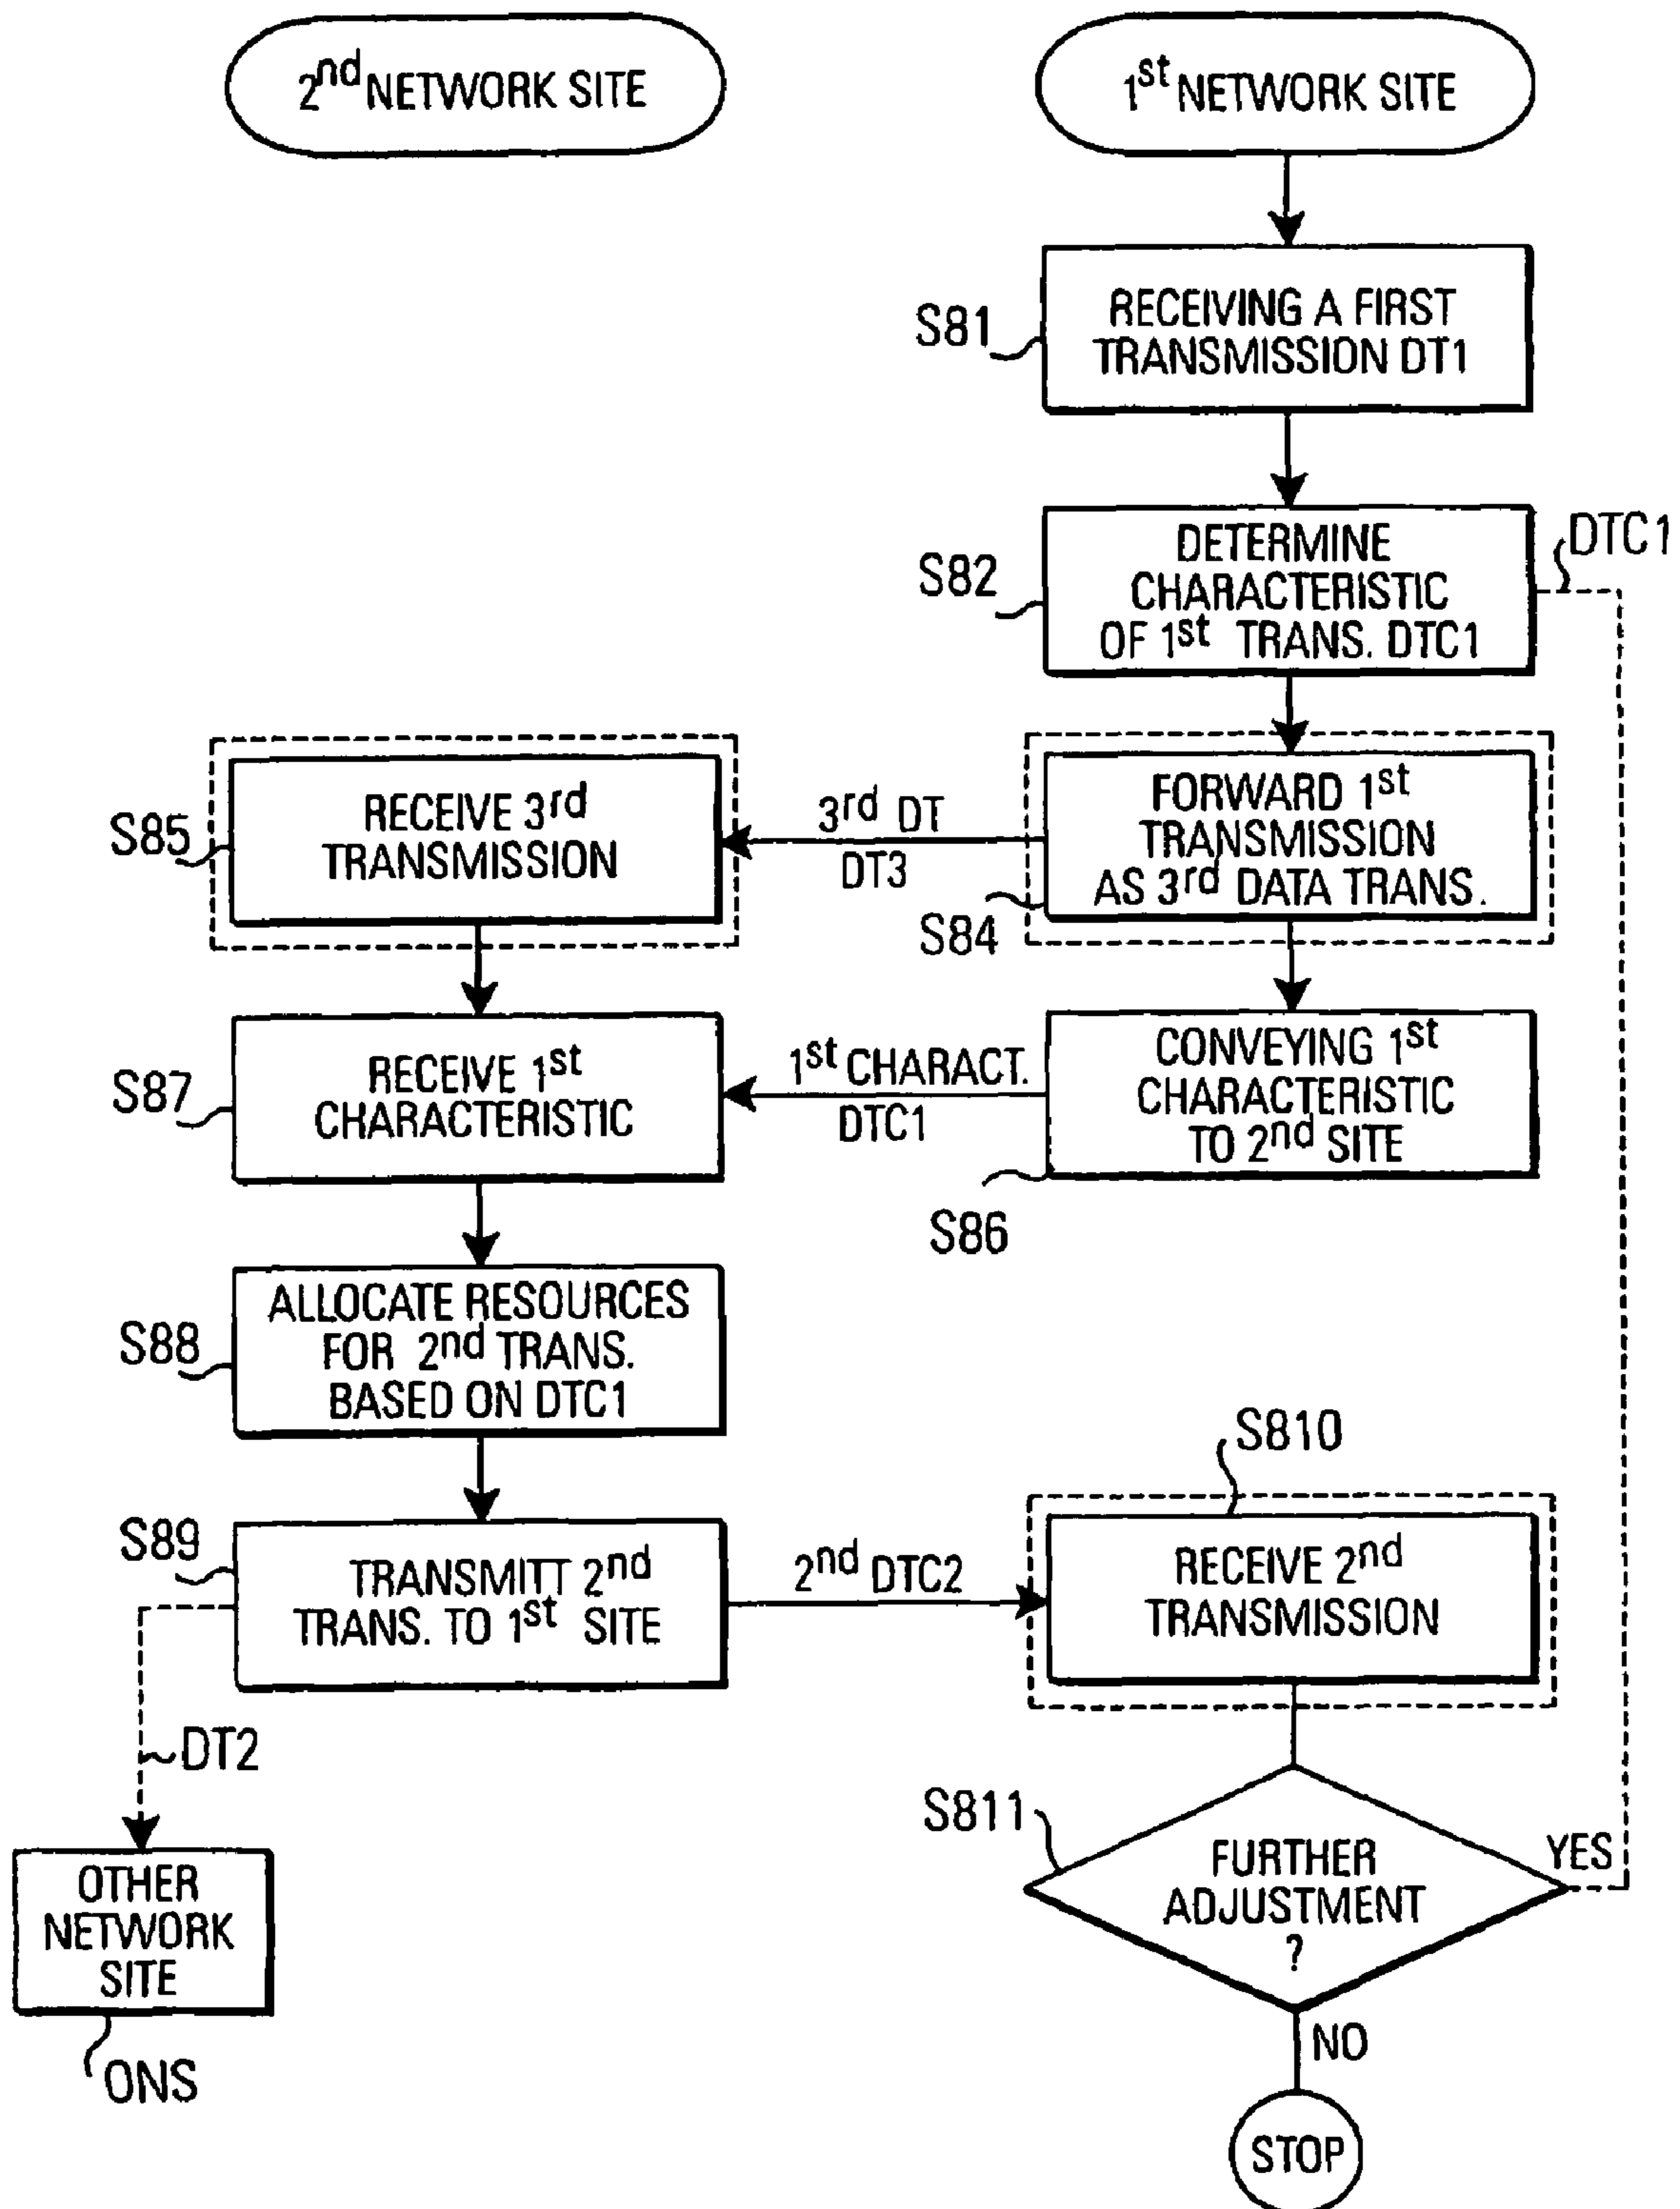 2nd NETWORK SITE
1st NETWORK SITE
S81
RECEIVING A FIRST
TRANSMISSION DT1
S82
DETERMINE
CHARACTERISTIC
OF 1st TRANS. DTC1
DTC1
S85
RECEIVE 3rd
TRANSMISSION
3rd DT
DT3
FORWARD 1st
TRANSMISSION
AS 3rd DATA TRANS.
S84
S87
RECEIVE 1st
CHARACTERISTIC
1st CHARACT.
DTC1
CONVEYING 1st
CHARACTERISTIC
TO 2nd SITE
S86
S88
ALLOCATE RESOURCES
FOR 2nd TRANS.
BASED ON DTC1
S89
TRANSMITT 2nd
TRANS. TO 1st SITE
2nd DTC2
S810
RECEIVE 2nd
TRANSMISSION
DT2
S811
FURTHER
ADJUSTMENT
?
YES
OTHER
NETWORK
SITE
ONS
NO
STOP